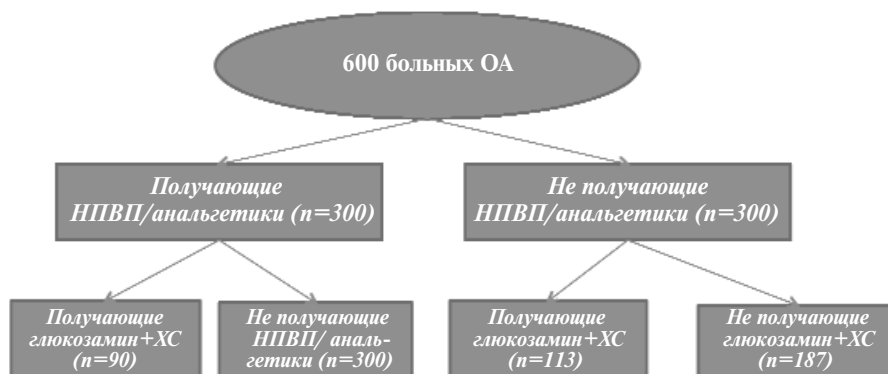 600 больных ОА
Получающие
НПВП/анальгетики (n=300)
Не получающие
НПВП/анальгетики (n=300)
Получающие
глюкозамин+ХС
(n=90)
Не получающие
НПВП/ аналь-
гетики (n=300)
Получающие
глюкозамин+ХС
(n=113)
Не получающие
глюкозамин+ХС
(n=187)